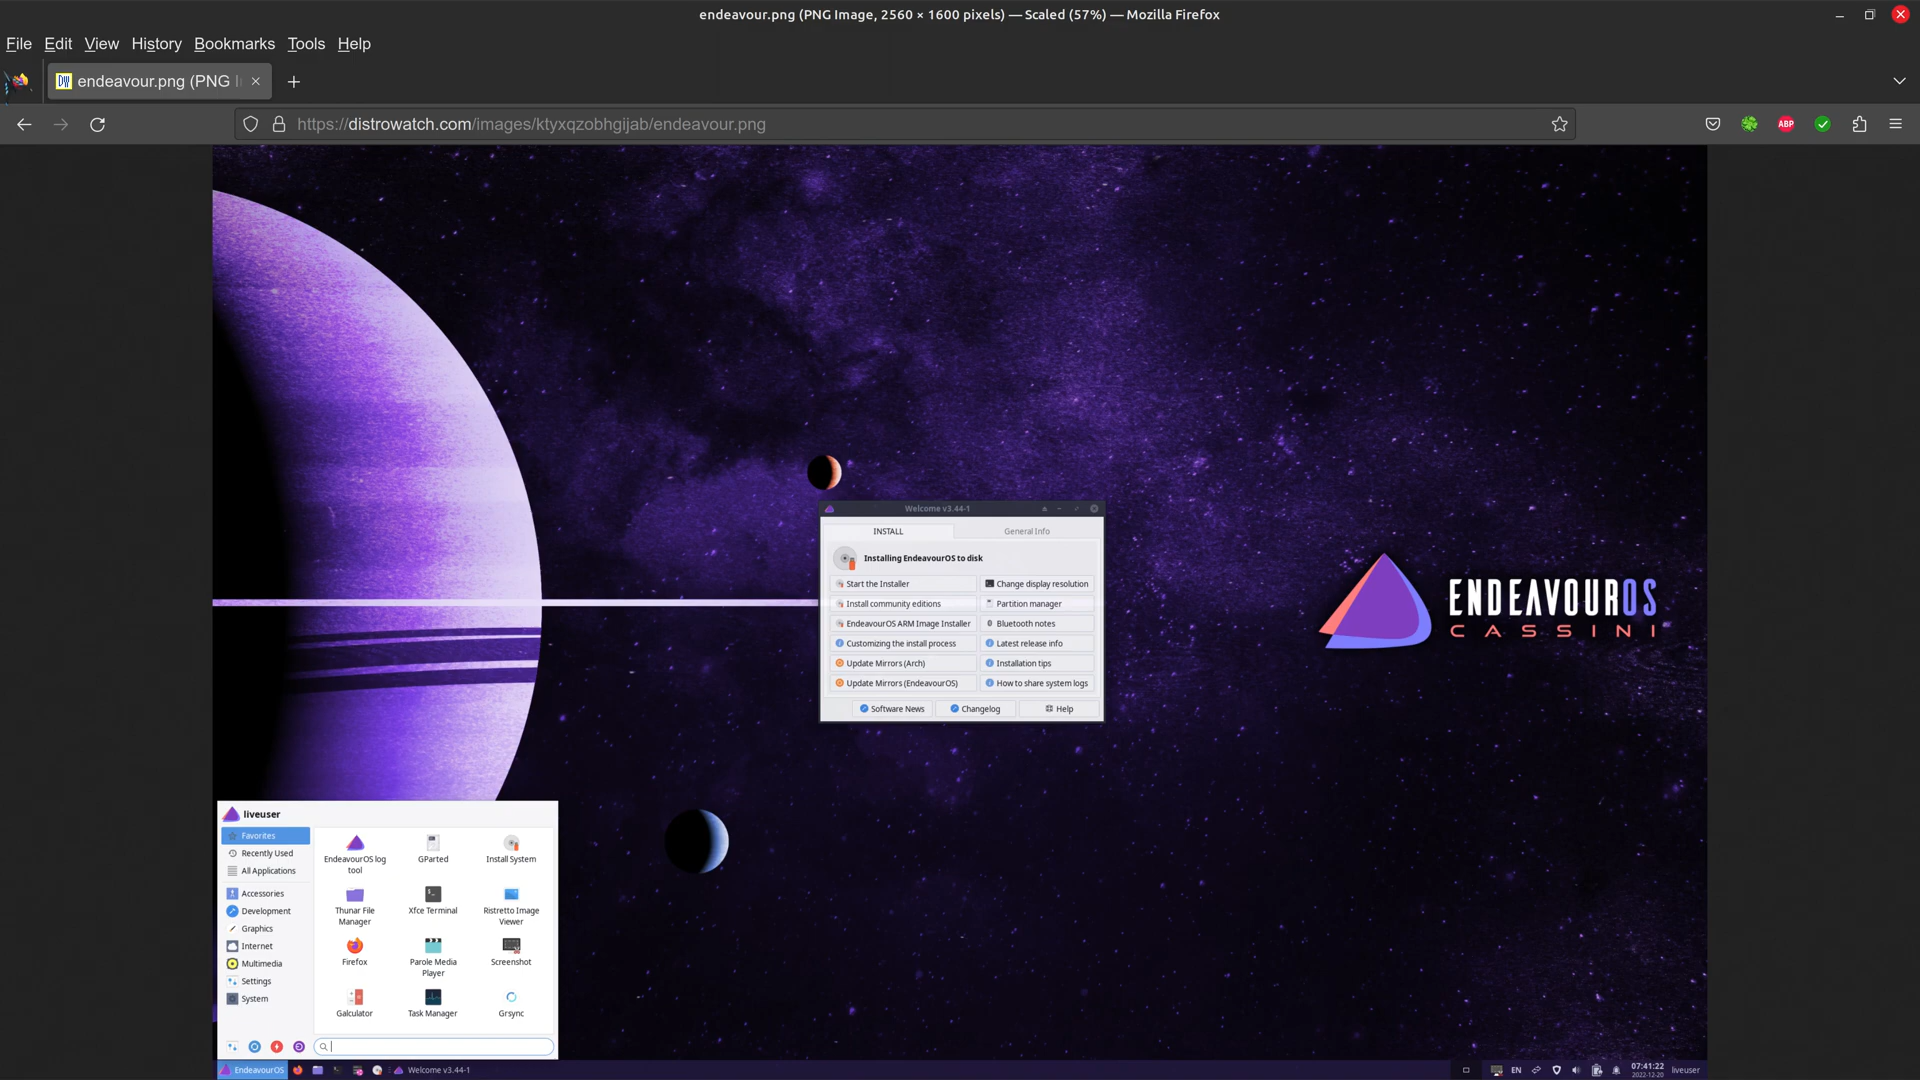 endeavour.png (PNG Image, 2560 × 1600 pixels) — Scaled (57%) — Mozilla Firefox
File Edit View History Bookmarks Tools Help
DW endeavour.png (PNG
https://distrowatch.com/images/ktyxqzobhgijab/endeavour.png
ABP
Welcome v3.44-1
INSTALL General Info
Installing EndeavourOS to disk
Start the Installer Change display resolution
Install community editions Partition manager
EndeavourOS ARM Image Installer Bluetooth notes
Customizing the install process Latest release info
Update Mirrors (Arch) Installation tips
Update Mirrors (EndeavourOS) How to share system logs
Software News Changelog Help
ENDEAVOUROS
CASSINI
liveuser
Favorites
Recently Used
All Applications
Accessories
Development
Graphics
Internet
Multimedia
Settings
System
EndeavourOS log tool
GParted
Install System
Thunar File Manager
Xfce Terminal
Ristretto Image Viewer
Firefox
Parole Media Player
Screenshot
Galculator
Task Manager
Grsync
EndeavourOS Welcome v3.44-1 EN 07:41:22 liveuser
2022-12-20